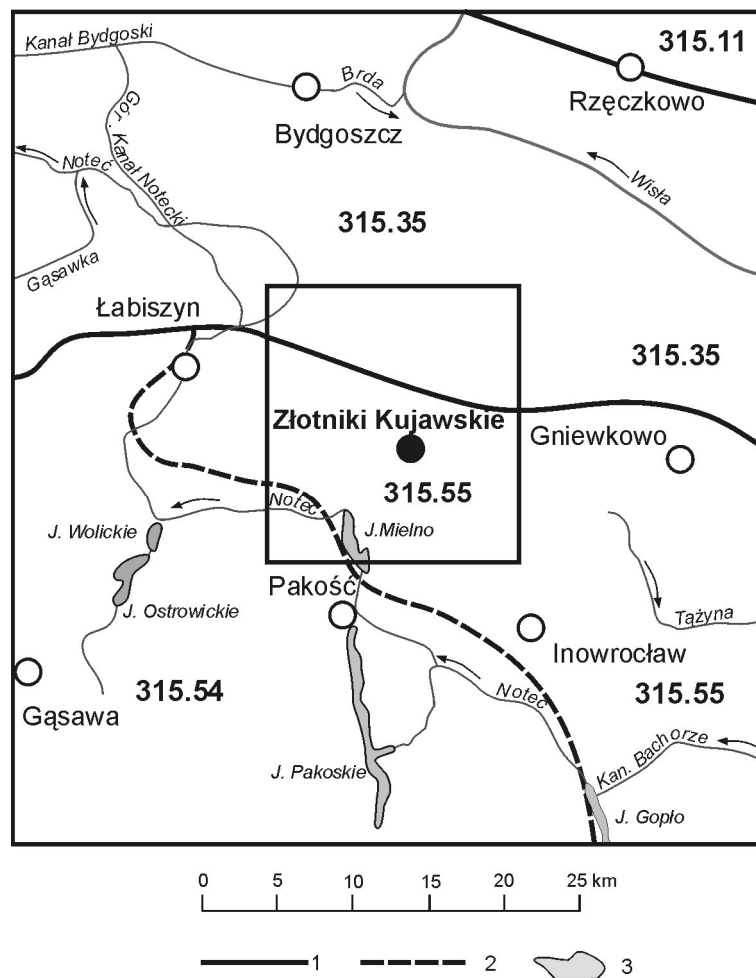 Kanał Bydgoski
315.11
Brda
Rzęczkowo
Bydgoszcz
Gór. Kanał Notecki
Noteć
Wisła
315.35
Gąsawka
Łabiszyn
315.35
Złotniki Kujawskie
Gniewkowo
315.55
Noteć
J. Wolickie
J.Mielno
Pakość
J. Ostrowickie
Tążyna
Inowrocław
315.54
315.55
Gąsawa
Noteć
Kan. Bachorze
J. Pakoskie
J. Gopło
0 5 10 15 20 25 km
1 2 3